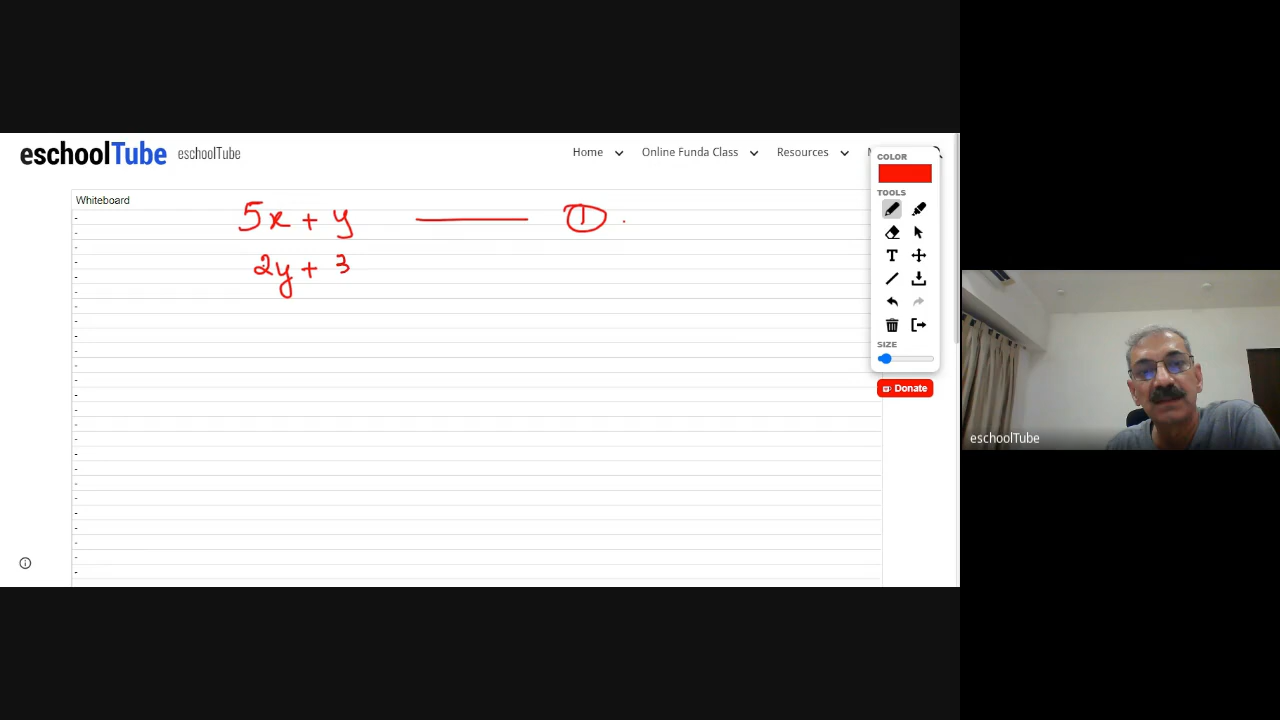 eschoolTube eschoolTube Home Online Funda Class Resources M
COLOR
TOOLS
Whiteboard
5x + y ——— ① .
2y + 3
SIZE
Donate
eschoolTube